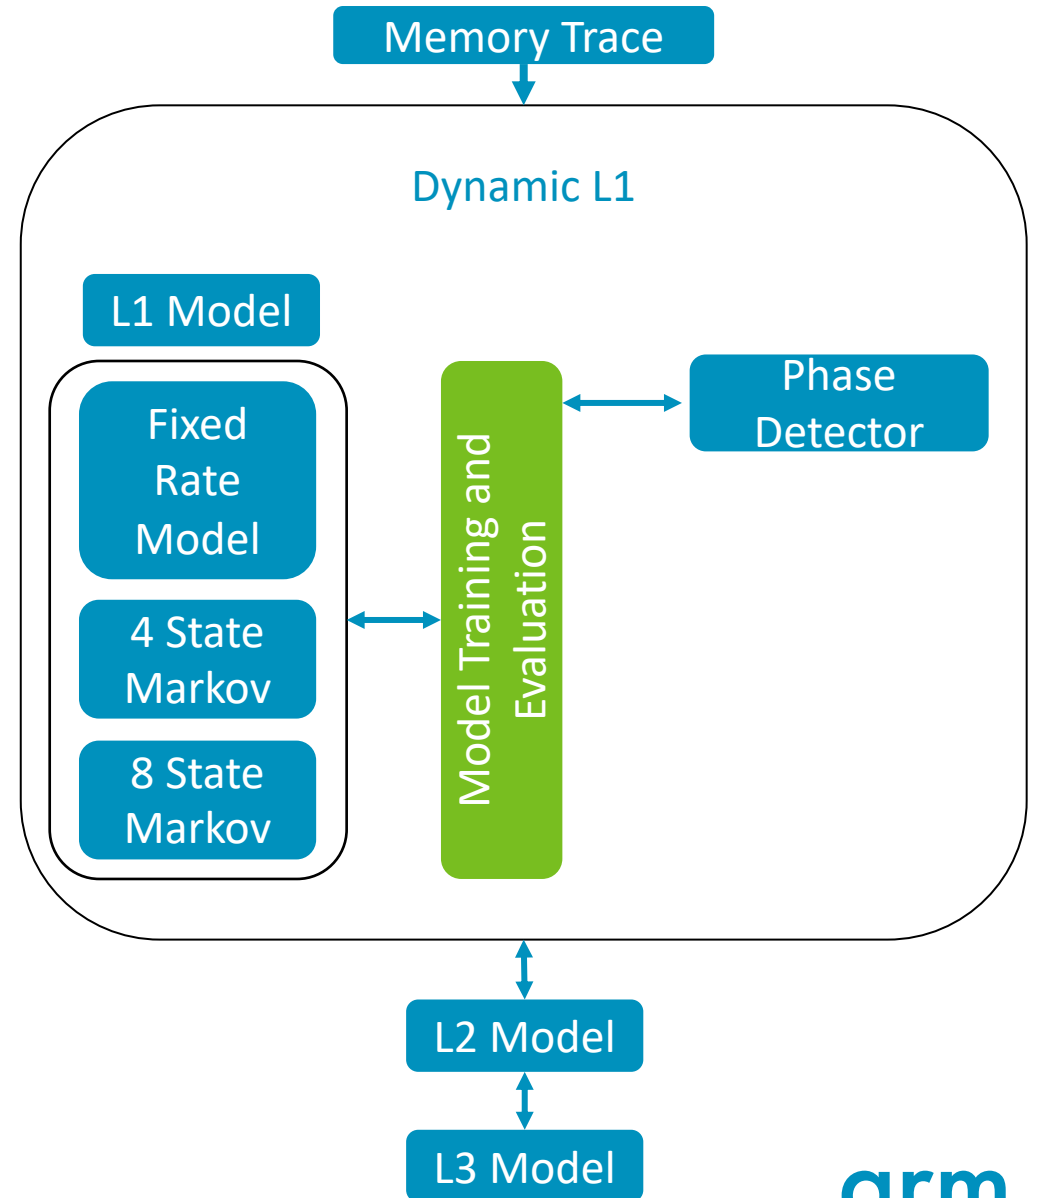 Memory Trace
Dynamic L1
L1 Model
Fixed
Rate
Model
4 State
Markov
8 State
Markov
Model Training and
Evaluation
Phase
Detector
L2 Model
L3 Model
arm